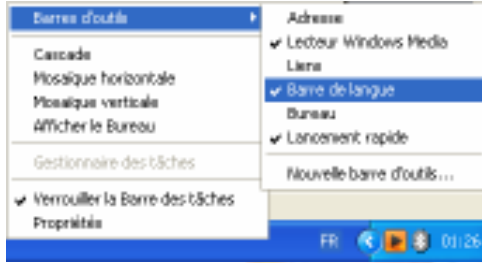 Barres d'outils
Cascade
Mosaïque horizontale
Mosaïque verticale
Afficher le Bureau
Gestionnaire des tâches
Verrouiller la Barre des tâches
Propriétés
Adresse
Lecteur Windows Media
Liens
Barre de langue
Bureau
Lancement rapide
Nouvelle barre d'outils...
FR
01:26